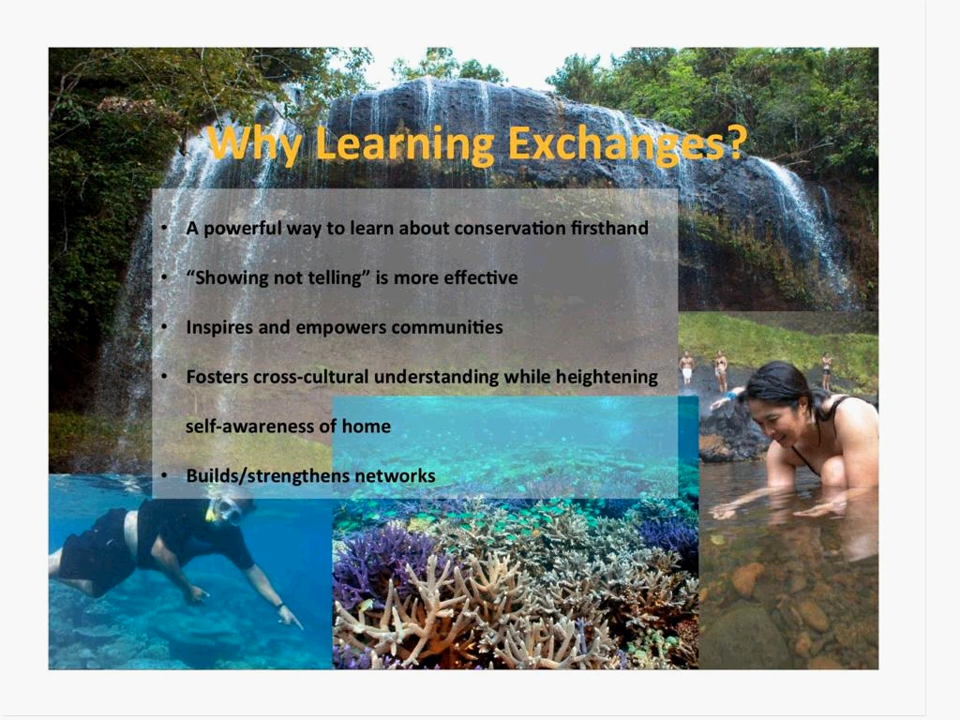 Why Learning Exchanges?
• A powerful way to learn about conservation firsthand
• “Showing not telling” is more effective
• Inspires and empowers communities
• Fosters cross-cultural understanding while heightening
self-awareness of home
• Builds/strengthens networks